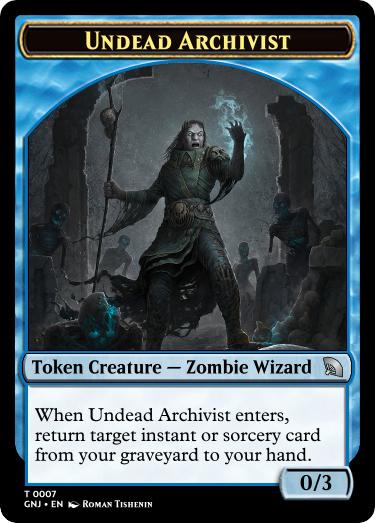 Undead Archivist
Token Creature — Zombie Wizard
When Undead Archivist enters,
return target instant or sorcery card
from your graveyard to your hand.
0/3
T 0007
GNJ • EN Roman Tishenin